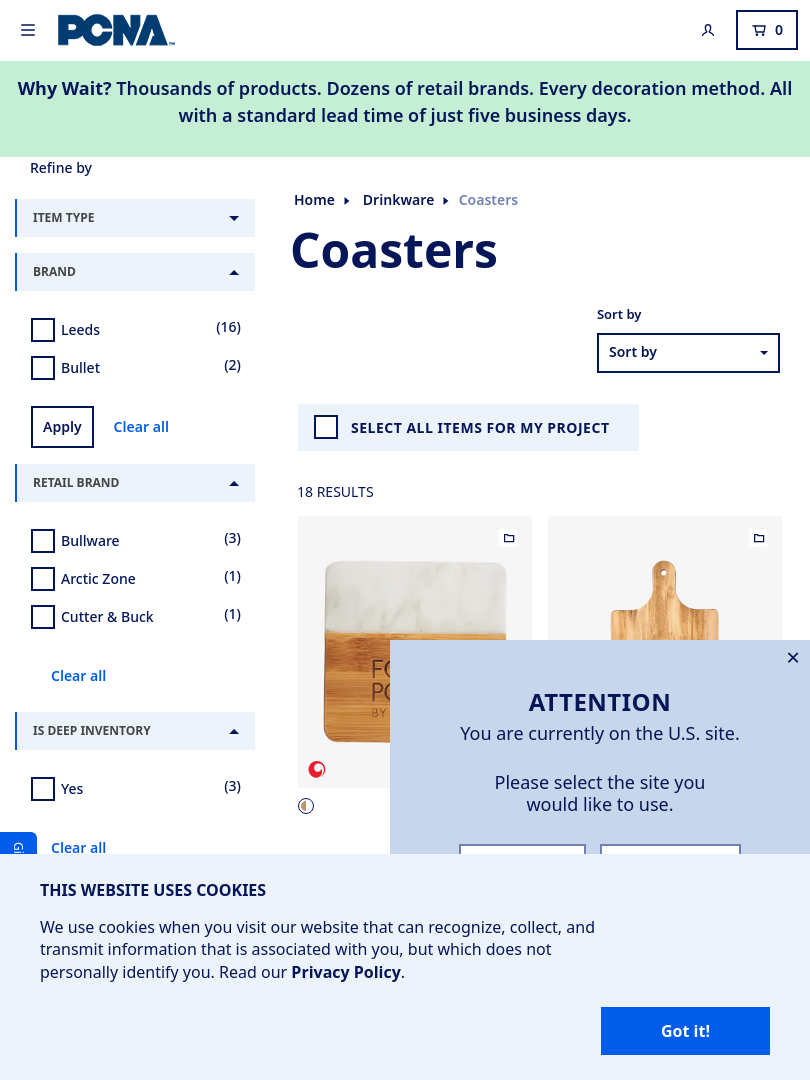 PCNA
0
Why Wait? Thousands of products. Dozens of retail brands. Every decoration method. All
with a standard lead time of just five business days.
Refine by
Home
Drinkware
Coasters
ITEM TYPE
Coasters
BRAND
Leeds
(16)
Bullet
(2)
Apply
Clear all
Sort by
Sort by
SELECT ALL ITEMS FOR MY PROJECT
RETAIL BRAND
18 RESULTS
Bullware
(3)
Arctic Zone
(1)
Cutter & Buck
(1)
Clear all
IS DEEP INVENTORY
Yes
(3)
Clear all
BY
ATTENTION
You are currently on the U.S. site.
Please select the site you
would like to use.
THIS WEBSITE USES COOKIES
We use cookies when you visit our website that can recognize, collect, and
transmit information that is associated with you, but which does not
personally identify you. Read our Privacy Policy.
Got it!